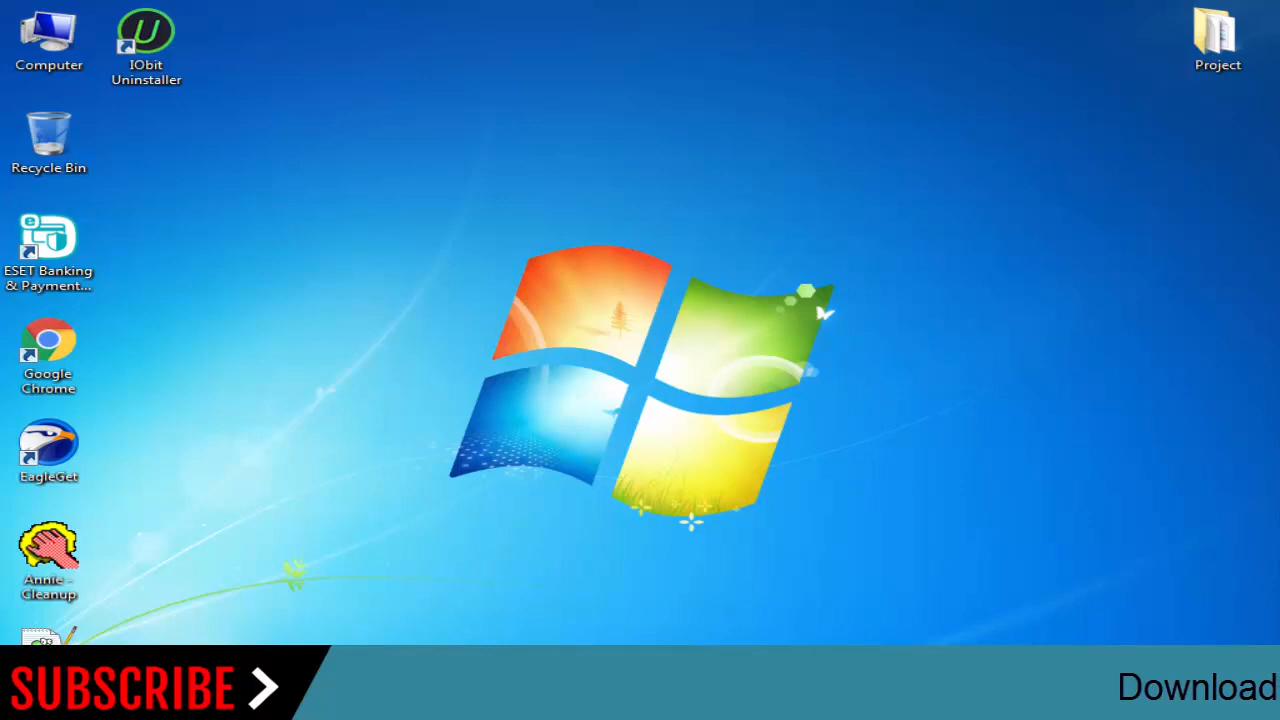 Computer
IObit
Uninstaller
Project
Recycle Bin
ESET Banking
& Payment...
Google
Chrome
EagleGet
Annie -
Cleanup
SUBSCRIBE
Download